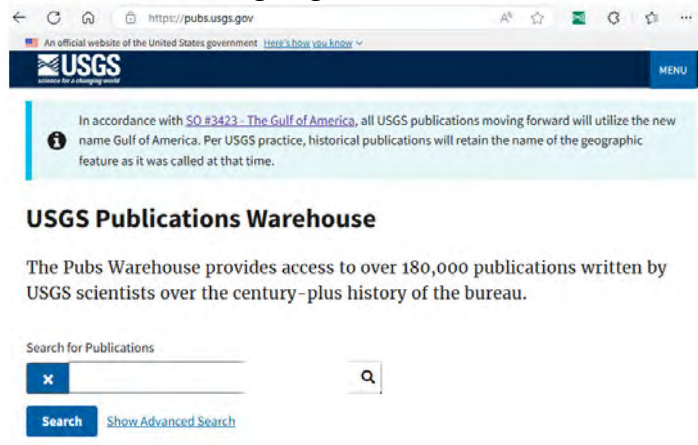 https://pubs.usgs.gov
An official website of the United States government Here's how you know
USGS
science for a changing world
MENU
In accordance with SO #3423 - The Gulf of America, all USGS publications moving forward will utilize the new
name Gulf of America. Per USGS practice, historical publications will retain the name of the geographic
feature as it was called at that time.
USGS Publications Warehouse
The Pubs Warehouse provides access to over 180,000 publications written by
USGS scientists over the century-plus history of the bureau.
Search for Publications
Search Show Advanced Search